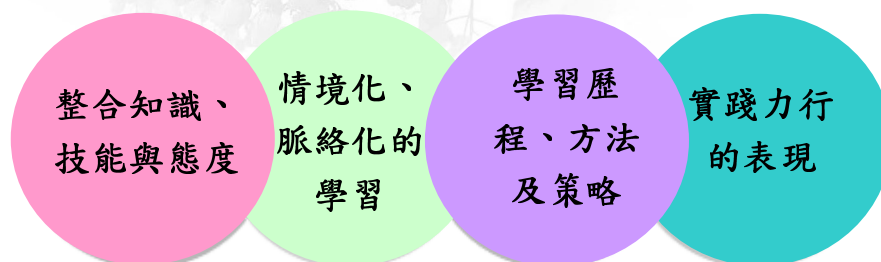 整合知識、
技能與態度
情境化、
脈絡化的
學習
學習歷
程、方法
及策略
實踐力行
的表現